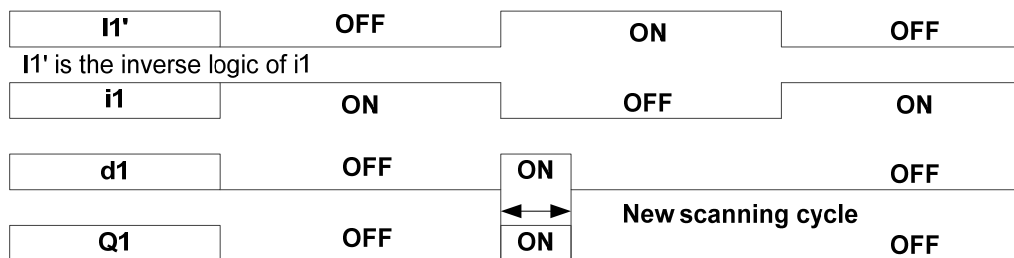 I1' OFF ON OFF
I1' is the inverse logic of i1
i1 ON OFF ON
d1 OFF ON OFF
New scanning cycle
Q1 OFF ON OFF